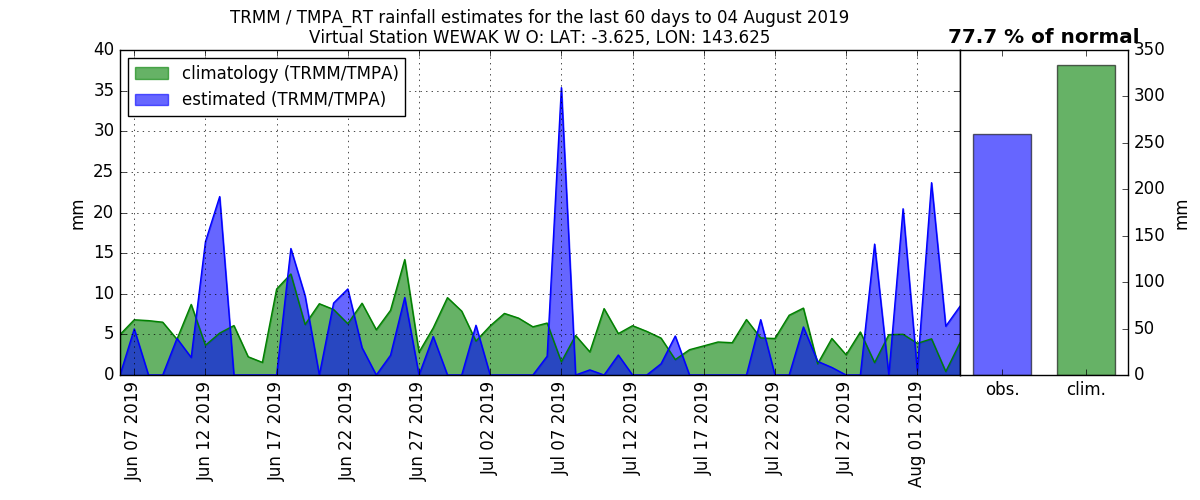 TRMM / TMPA_RT rainfall estimates for the last 60 days to 04 August 2019
Virtual Station WEWAK W O: LAT: -3.625, LON: 143.625
77.7 % of normal
climatology (TRMM/TMPA)
estimated (TRMM/TMPA)
mm
40
35
30
25
20
15
10
5
0
Jun 07 2019
Jun 12 2019
Jun 17 2019
Jun 22 2019
Jun 27 2019
Jul 02 2019
Jul 07 2019
Jul 12 2019
Jul 17 2019
Jul 22 2019
Jul 27 2019
Aug 01 2019
obs.
clim.
350
300
250
200
150
100
50
0
mm